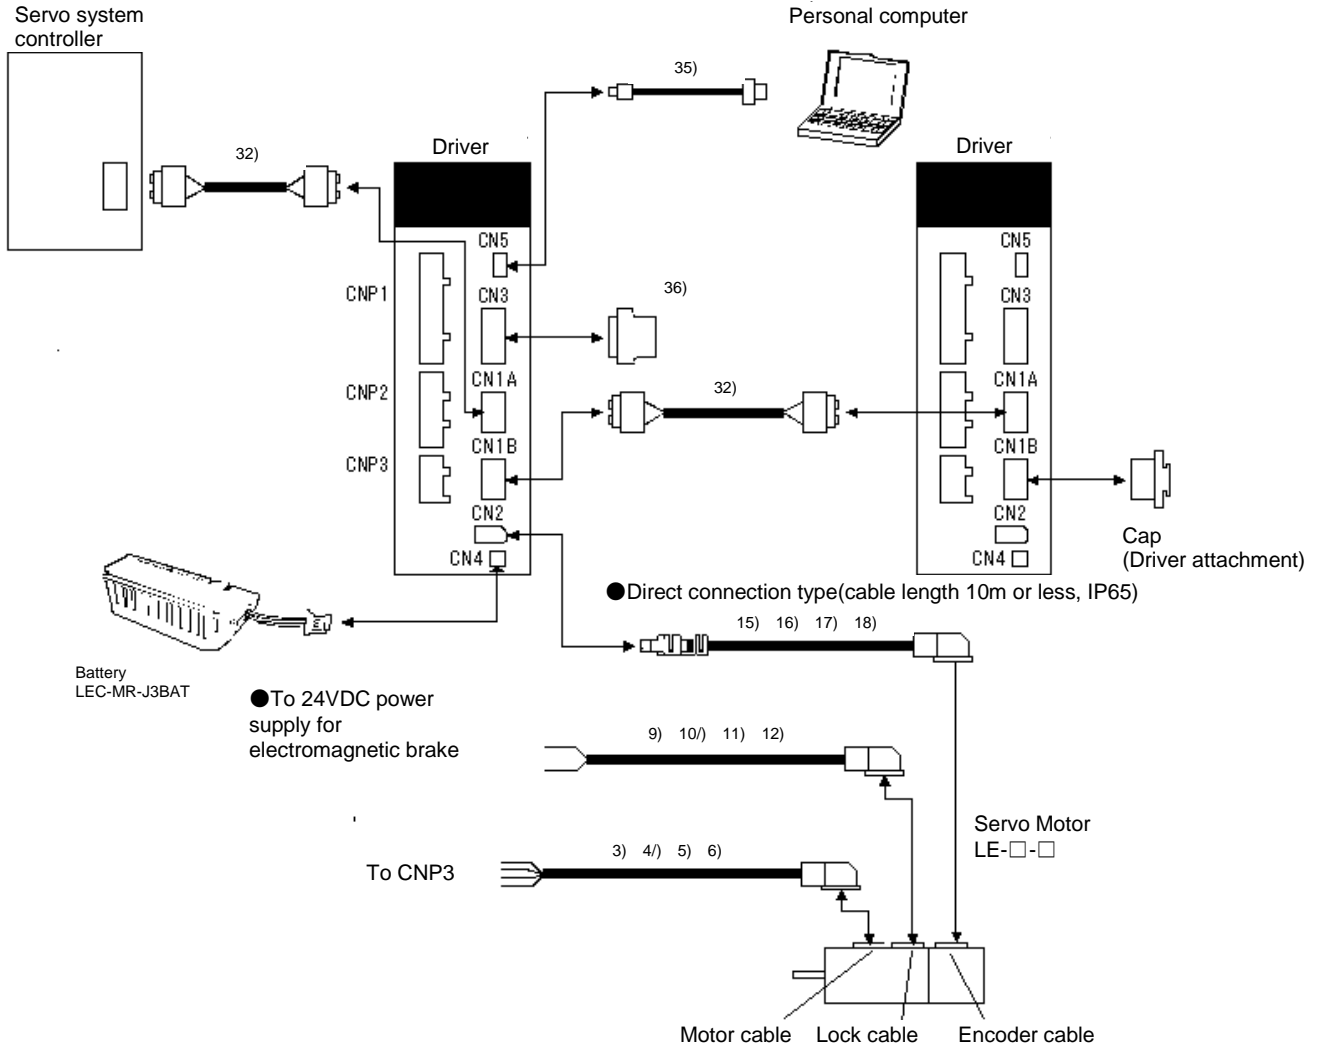 Servo system
controller
Personal computer
35)
32)
Driver
Driver
CN5
CN5
CNP1
CN3
36)
CN3
CNP2
CN1A
32)
CN1A
CNP3
CN1B
CN1B
CN2
CN2
CN4
CN4
Cap
(Driver attachment)
●Direct connection type(cable length 10m or less, IP65)
15) 16) 17) 18)
Battery
LEC-MR-J3BAT
●To 24VDC power
supply for
electromagnetic brake
9) 10/) 11) 12)
Servo Motor
LE-□-□
3) 4/) 5) 6)
To CNP3
Motor cable
Lock cable
Encoder cable